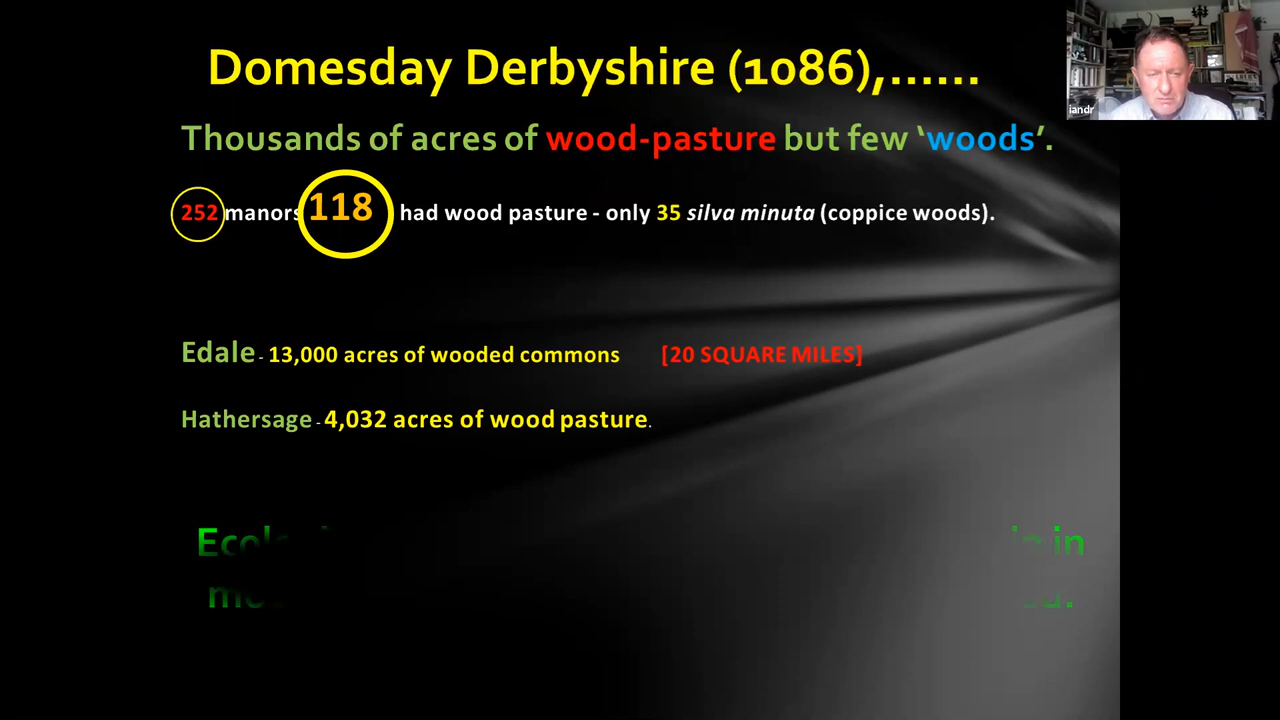 Domesday Derbyshire (1086),......
iandr
Thousands of acres of wood-pasture but few ‘woods’.
252 manors 118 had wood pasture - only 35 silva minuta (coppice woods).
Edale - 13,000 acres of wooded commons [20 SQUARE MILES]
Hathersage - 4,032 acres of wood pasture.
in